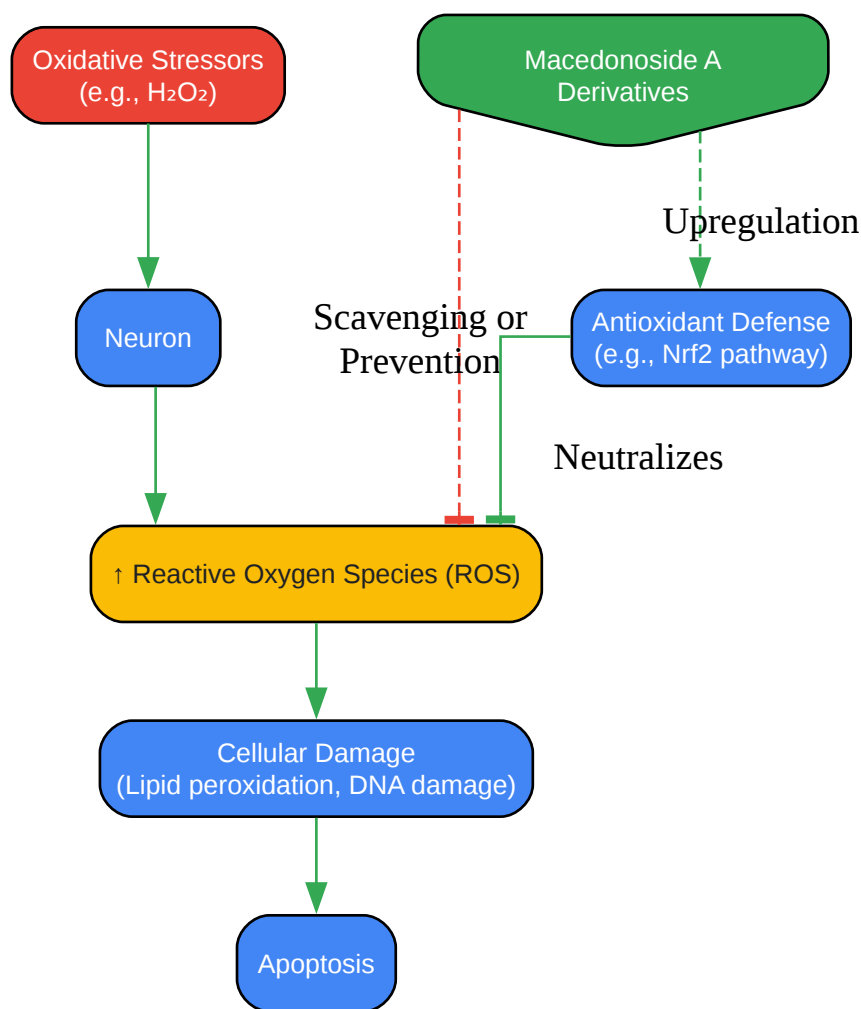 Oxidative Stressors
(e.g., H₂O₂)
Macedonoside A
Derivatives
Upregulation
Neuron
Scavenging or
Prevention
Antioxidant Defense
(e.g., Nrf2 pathway)
Neutralizes
↑ Reactive Oxygen Species (ROS)
Cellular Damage
(Lipid peroxidation, DNA damage)
Apoptosis